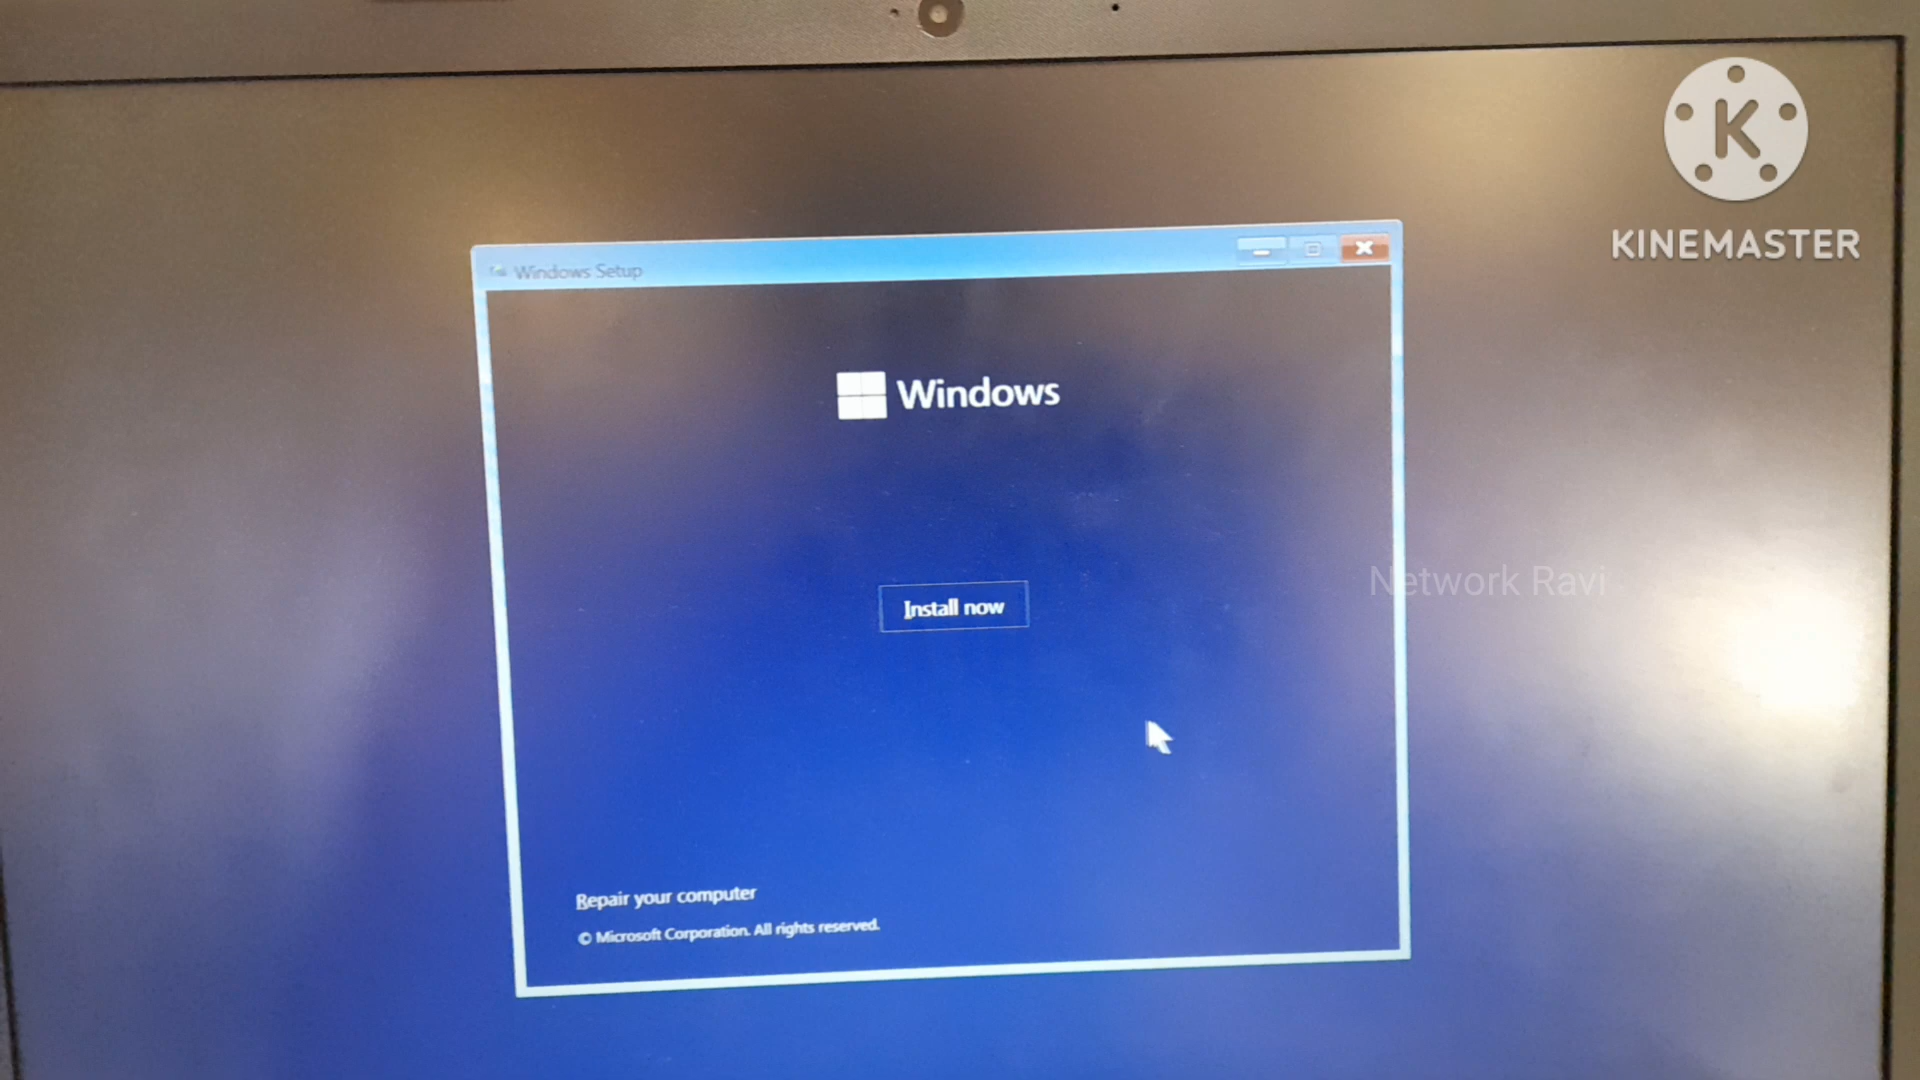 K
KINEMASTER
Windows Setup
Windows
Network Ravi
Install now
Repair your computer
© Microsoft Corporation. All rights reserved.